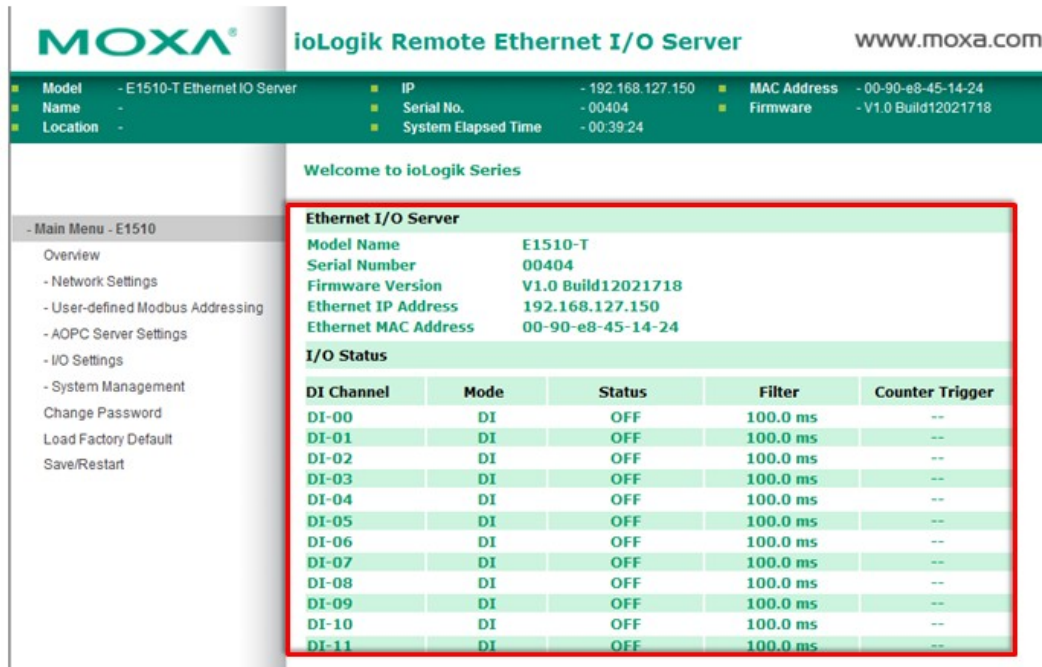 MOXA®
ioLogik Remote Ethernet I/O Server
www.moxa.com
Model - E1510-T Ethernet IO Server
IP - 192.168.127.150
MAC Address - 00-90-e8-45-14-24
Name -
Serial No. - 00404
Firmware - V1.0 Build12021718
Location -
System Elapsed Time - 00:39:24
- Main Menu - E1510
Overview
- Network Settings
- User-defined Modbus Addressing
- AOPC Server Settings
- I/O Settings
- System Management
Change Password
Load Factory Default
Save/Restart
Welcome to ioLogik Series
Ethernet I/O Server
Model Name E1510-T
Serial Number 00404
Firmware Version V1.0 Build12021718
Ethernet IP Address 192.168.127.150
Ethernet MAC Address 00-90-e8-45-14-24
I/O Status
DI Channel Mode Status Filter Counter Trigger
DI-00 DI OFF 100.0 ms --
DI-01 DI OFF 100.0 ms --
DI-02 DI OFF 100.0 ms --
DI-03 DI OFF 100.0 ms --
DI-04 DI OFF 100.0 ms --
DI-05 DI OFF 100.0 ms --
DI-06 DI OFF 100.0 ms --
DI-07 DI OFF 100.0 ms --
DI-08 DI OFF 100.0 ms --
DI-09 DI OFF 100.0 ms --
DI-10 DI OFF 100.0 ms --
DI-11 DI OFF 100.0 ms --